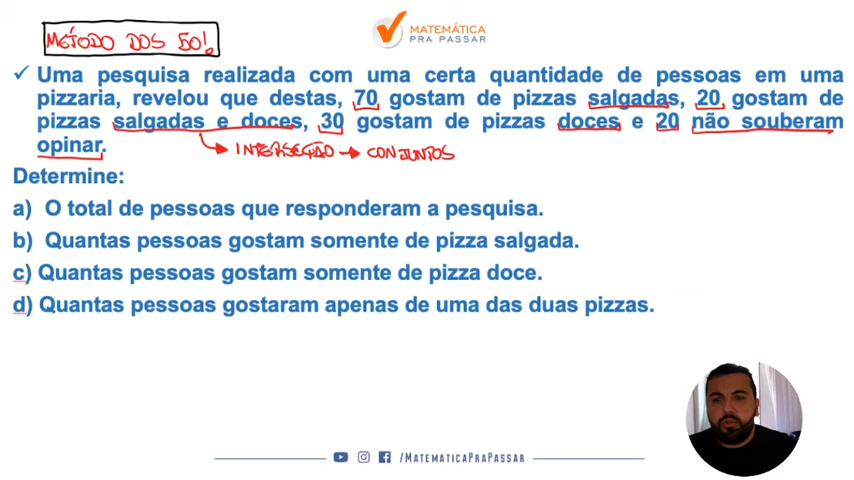 MÉTODO DOS 50!
MATEMÁTICA
PRA PASSAR
✓ Uma pesquisa realizada com uma certa quantidade de pessoas em uma
pizzaria, revelou que destas, 70 gostam de pizzas salgadas, 20 gostam de
pizzas salgadas e doces, 30 gostam de pizzas doces e 20 não souberam
opinar.
INTERSEÇÃO → CONJUNTOS
Determine:
a) O total de pessoas que responderam a pesquisa.
b) Quantas pessoas gostam somente de pizza salgada.
c) Quantas pessoas gostam somente de pizza doce.
d) Quantas pessoas gostaram apenas de uma das duas pizzas.
/MATEMATICAPRAPASSAR